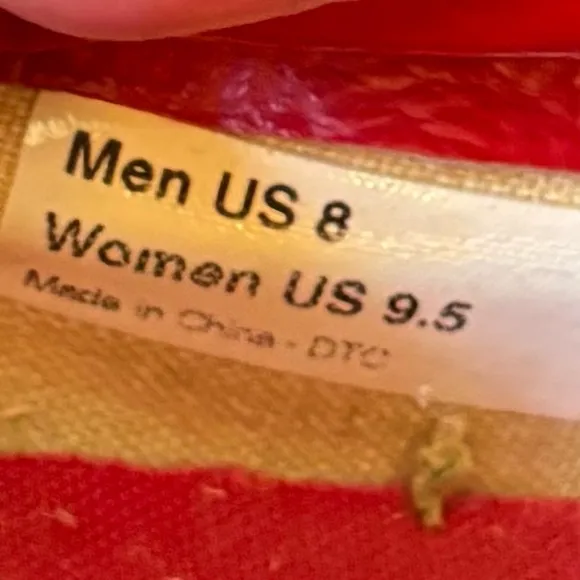 Men US 8
Women US 9.5
Made in China - DTC